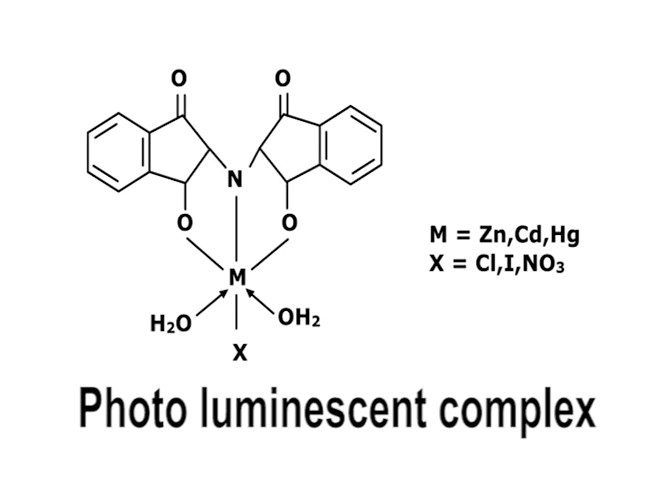 O O
N
O O
M = Zn,Cd,Hg
X = Cl,I,NO₃
M
H₂O OH₂
X
Photo luminescent complex